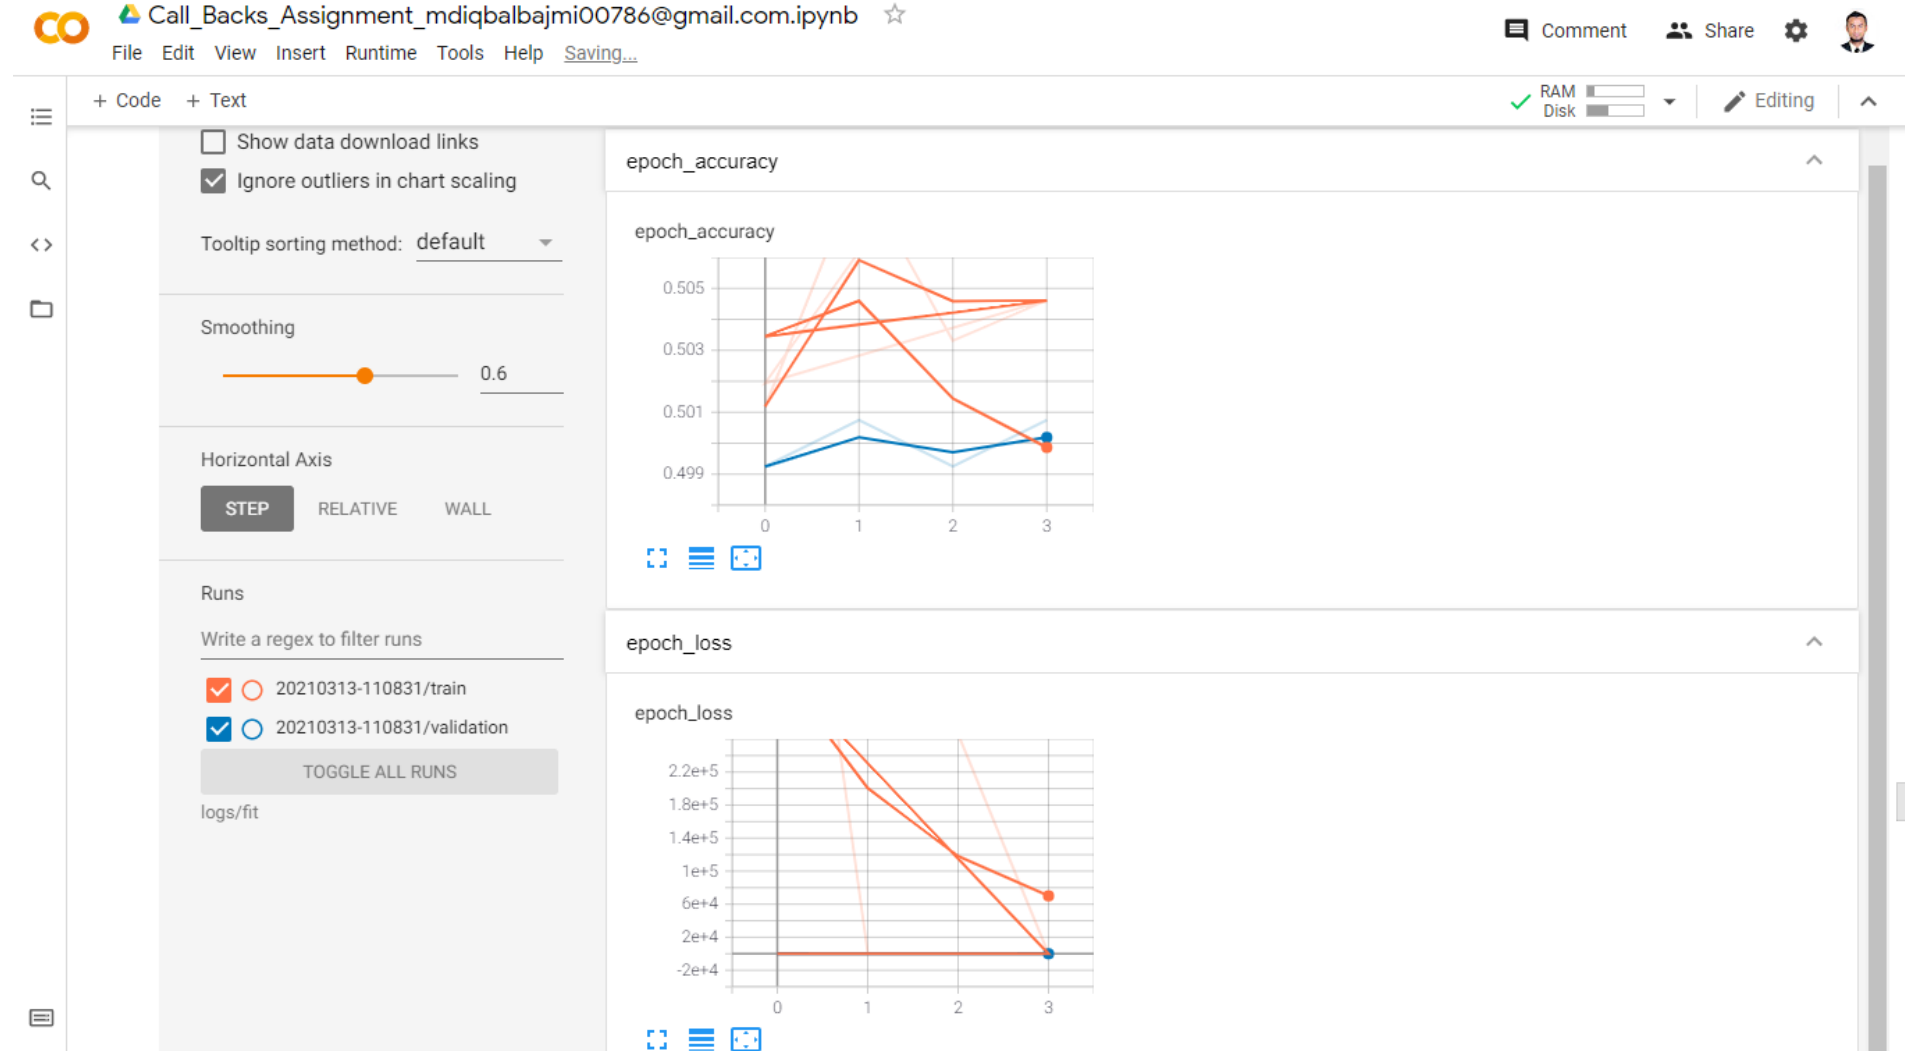 Call_Backs_Assignment_mdiqbalbajmi00786@gmail.com.ipynb
Comment
Share
File Edit View Insert Runtime Tools Help Saving...
+ Code + Text
RAM
Disk
Editing
Show data download links
Ignore outliers in chart scaling
Tooltip sorting method: default
Smoothing
0.6
Horizontal Axis
STEP RELATIVE WALL
Runs
Write a regex to filter runs
20210313-110831/train
20210313-110831/validation
TOGGLE ALL RUNS
logs/fit
epoch_accuracy
epoch_accuracy
0.505
0.503
0.501
0.499
0 1 2 3
epoch_loss
epoch_loss
2.2e+5
1.8e+5
1.4e+5
1e+5
6e+4
2e+4
-2e+4
0 1 2 3